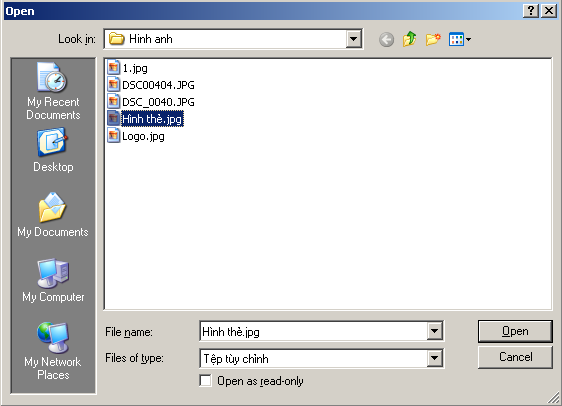 Open
Look in:
Hinh anh
My Recent
Documents
Desktop
My Documents
My Computer
My Network
Places
1.jpg
DSC00404.JPG
DSC_0040.JPG
Hình thẻ.jpg
Logo.jpg
File name:
Hình thẻ.jpg
Open
Files of type:
Tệp tùy chỉnh
Cancel
Open as read-only